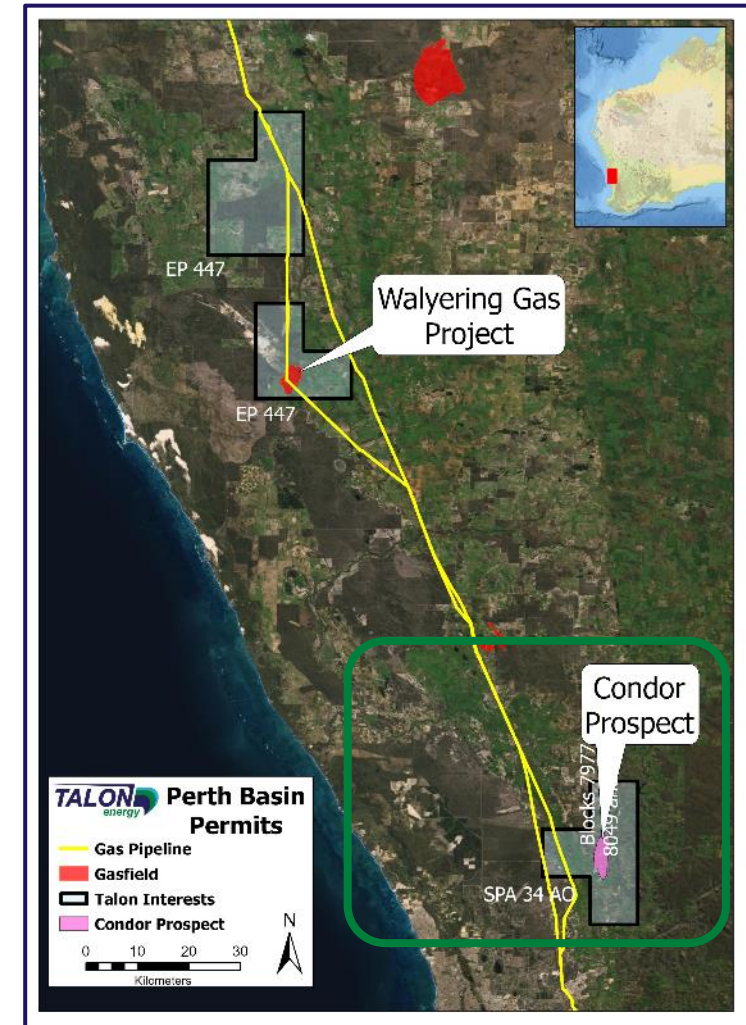 EP 447
Walyering Gas
Project
EP 447
Condor
Prospect
Blocks 7977
8049
SPA 34 AO
TALON
energy
Perth Basin
Permits
Gas Pipeline
Gasfield
Talon Interests
Condor Prospect
N
0 10 20 30
Kilometers